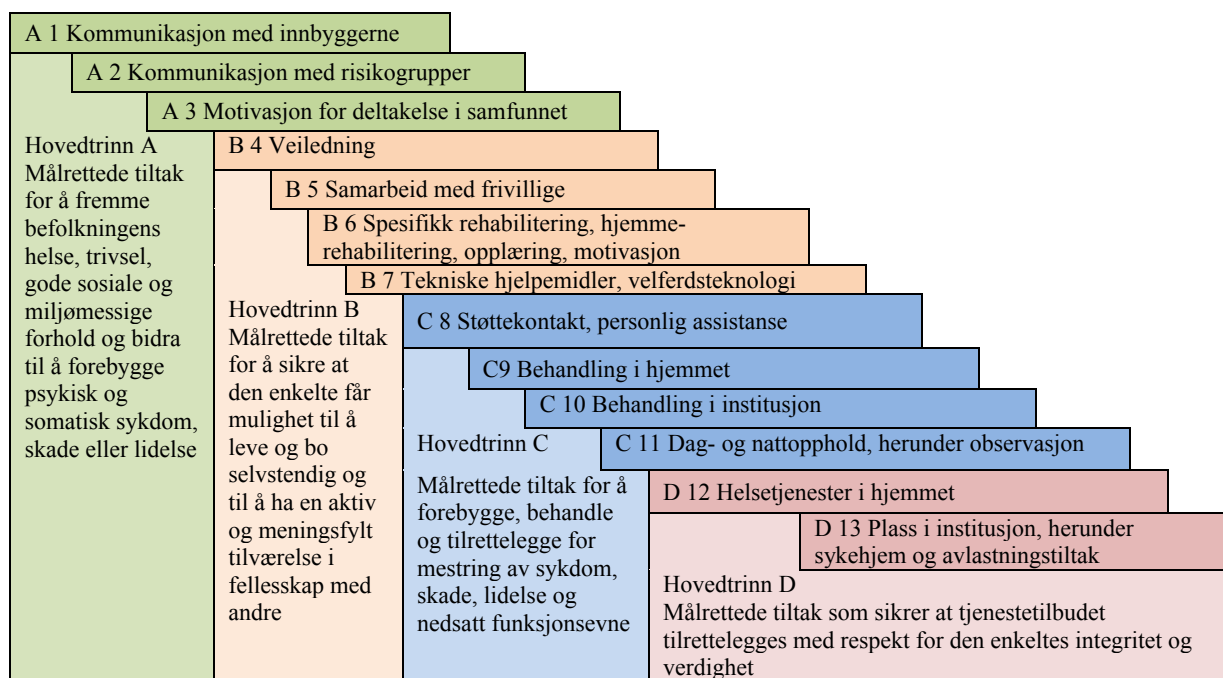 A 1 Kommunikasjon med innbyggerne
A 2 Kommunikasjon med risikogrupper
A 3 Motivasjon for deltakelse i samfunnet
Hovedtrinn A
Målrettede tiltak
for å fremme
befolkningens
helse, trivsel,
gode sosiale og
miljømessige
forhold og bidra
til å forebygge
psykisk og
somatisk sykdom,
skade eller lidelse
B 4 Veiledning
B 5 Samarbeid med frivillige
B 6 Spesifikk rehabilitering, hjemme-
rehabilitering, opplæring, motivasjon
B 7 Tekniske hjelpemidler, velferdsteknologi
Hovedtrinn B
Målrettede tiltak
for å sikre at
den enkelte får
mulighet til å
leve og bo
selvstendig og
til å ha en aktiv
og meningsfylt
tilværelse i
fellesskap med
andre
C 8 Støttekontakt, personlig assistanse
C9 Behandling i hjemmet
C 10 Behandling i institusjon
C 11 Dag- og nattopphold, herunder observasjon
Hovedtrinn C
Målrettede tiltak for å
forebygge, behandle
og tilrettelegge for
mestring av sykdom,
skade, lidelse og
nedsatt funksjonsevne
D 12 Helsetjenester i hjemmet
D 13 Plass i institusjon, herunder
sykehjem og avlastningstiltak
Hovedtrinn D
Målrettede tiltak som sikrer at tjenestetilbudet
tilrettelegges med respekt for den enkeltes integritet og
verdighet